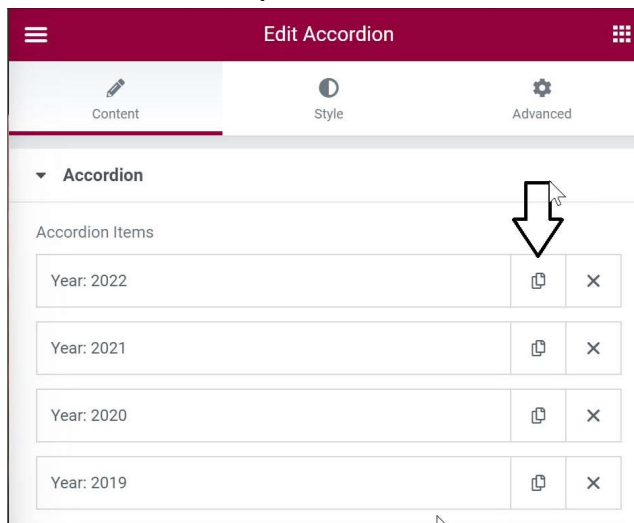 Edit Accordion
Content Style Advanced
Accordion
Accordion Items
Year: 2022
Year: 2021
Year: 2020
Year: 2019